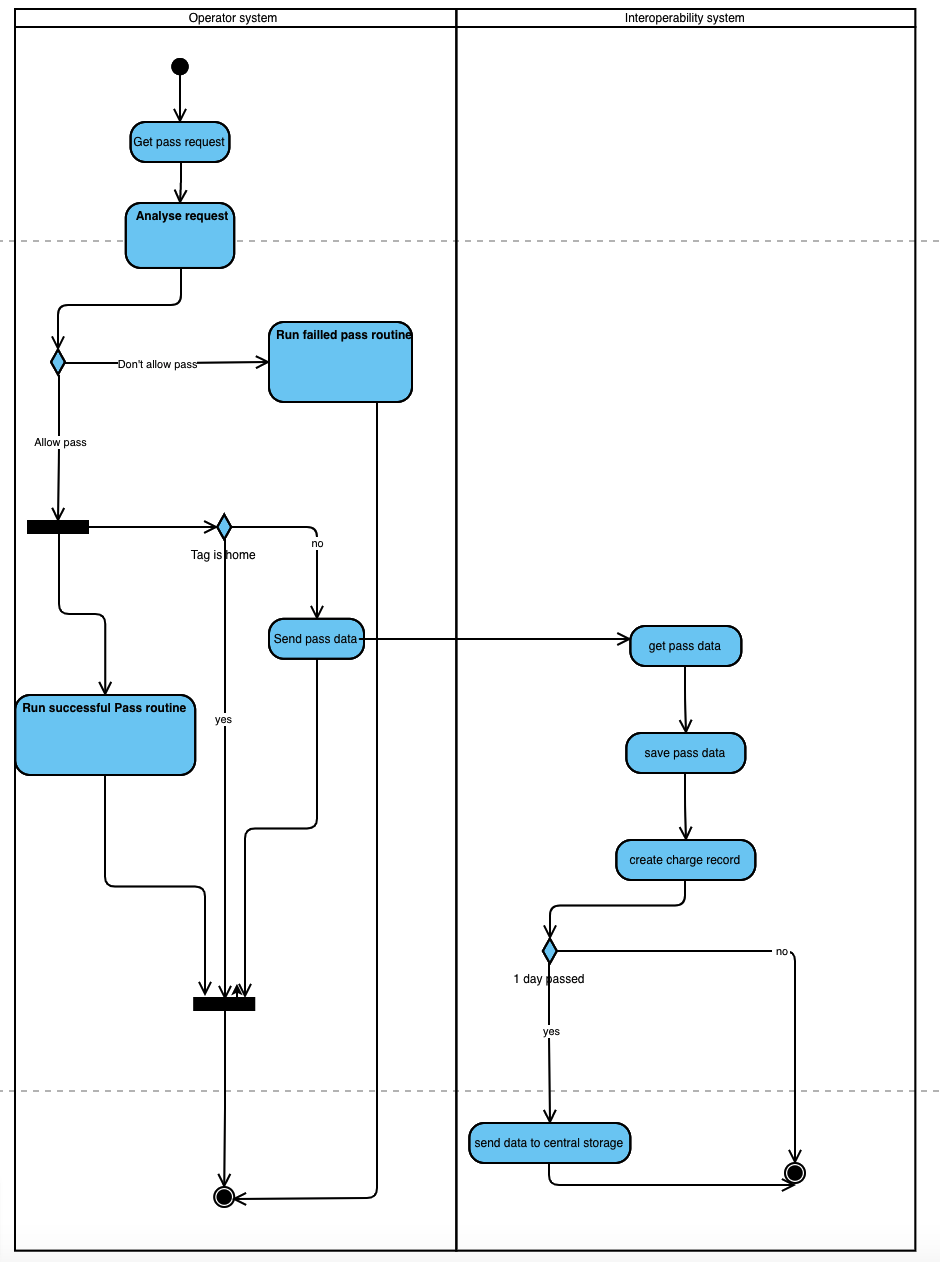 Operator system
Interoperability system
Get pass request
Analyse request
Run failled pass routine
Don't allow pass
Allow pass
Tag is home
no
Send pass data
get pass data
Run successful Pass routine
yes
save pass data
create charge record
no
1 day passed
yes
send data to central storage